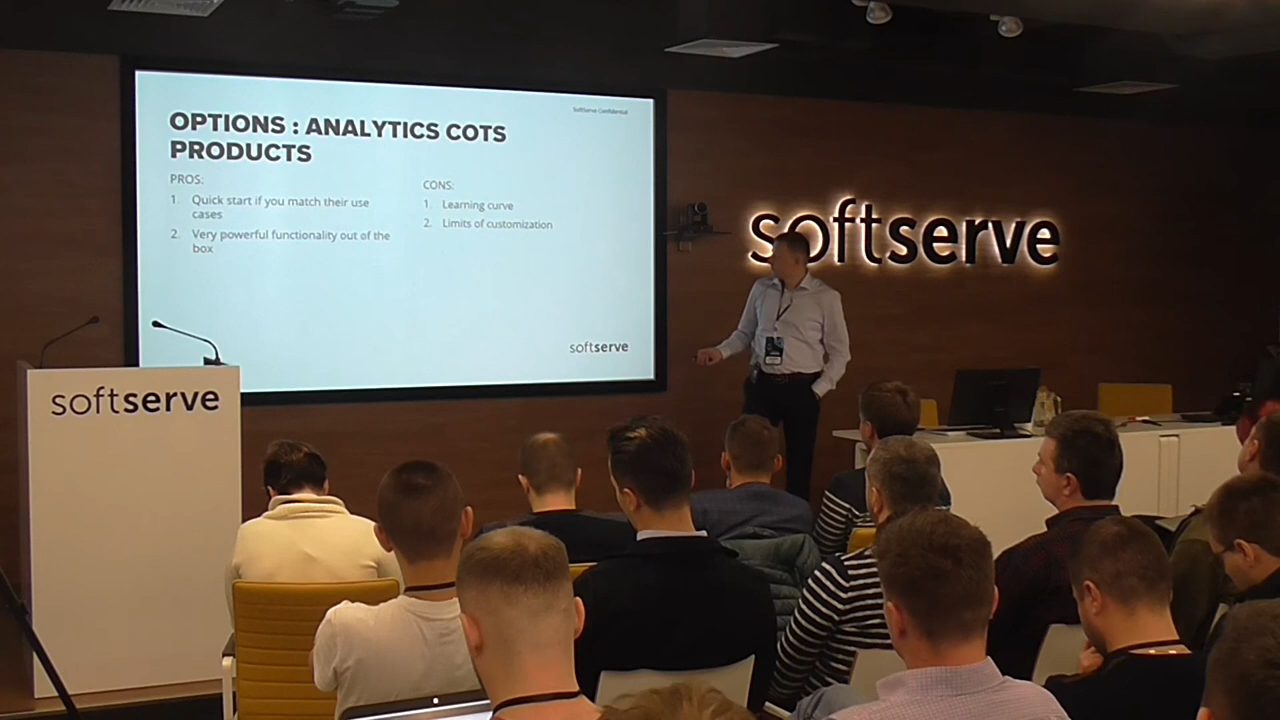 SoftServe Confidential
OPTIONS : ANALYTICS COTS
PRODUCTS
PROS:
1. Quick start if you match their use
cases
2. Very powerful functionality out of the
box
CONS:
1. Learning curve
2. Limits of customization
softserve
softserve
softserve